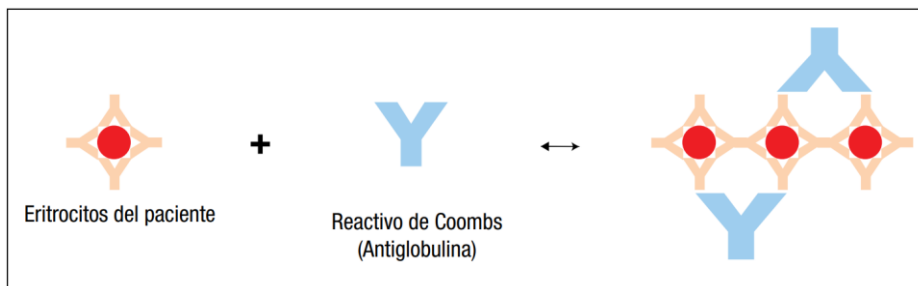 +
Eritrocitos del paciente
Reactivo de Coombs
(Antiglobulina)